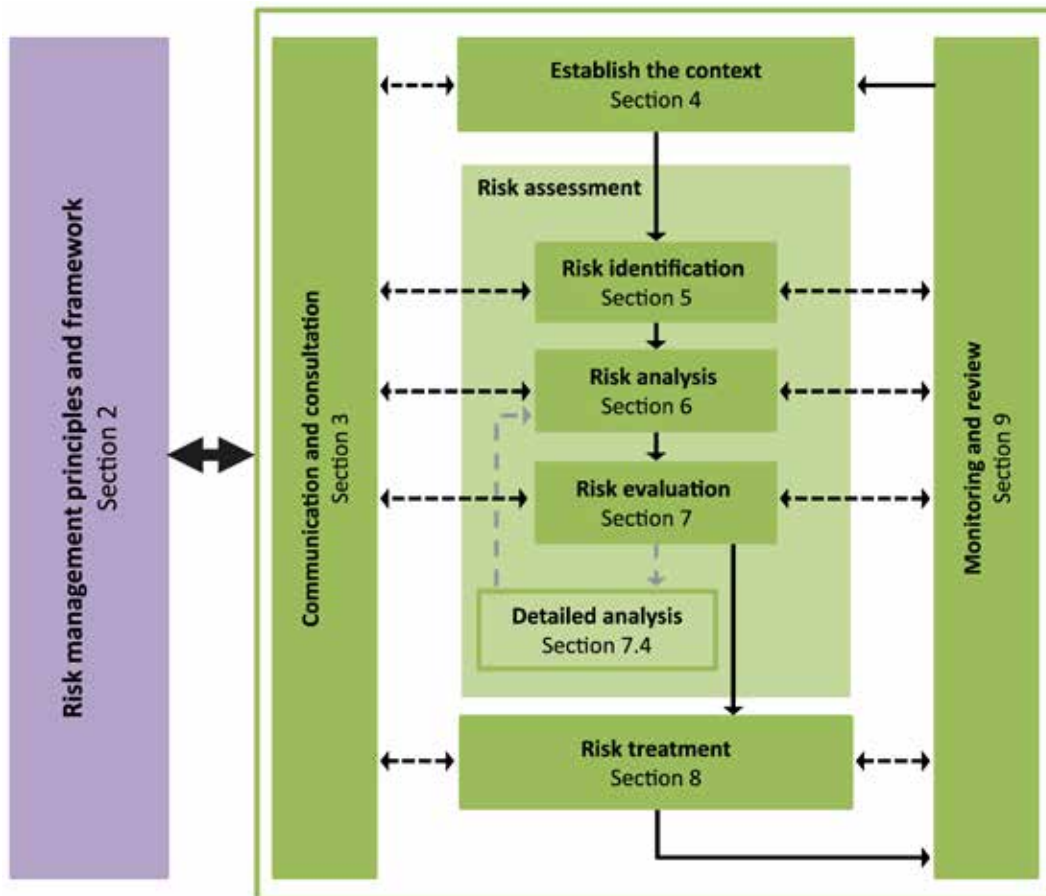 Risk management principles and framework
Section 2
Communication and consultation
Section 3
Establish the context
Section 4
Risk assessment
Risk identification
Section 5
Risk analysis
Section 6
Risk evaluation
Section 7
Detailed analysis
Section 7.4
Risk treatment
Section 8
Monitoring and review
Section 9